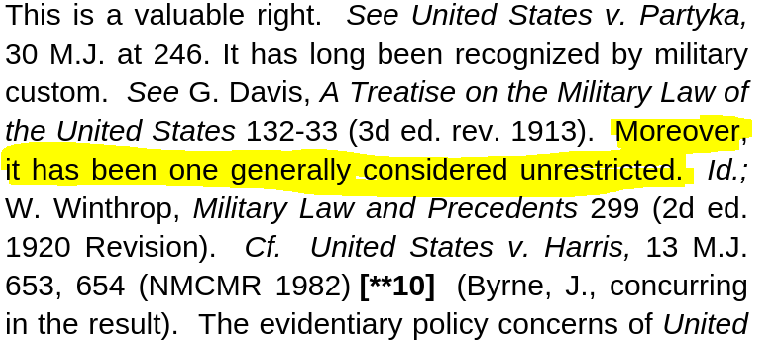 This is a valuable right. See United States v. Partyka,
30 M.J. at 246. It has long been recognized by military
custom. See G. Davis, A Treatise on the Military Law of
the United States 132-33 (3d ed. rev. 1913). Moreover,
it has been one generally considered unrestricted. Id.;
W. Winthrop, Military Law and Precedents 299 (2d ed.
1920 Revision). Cf. United States v. Harris, 13 M.J.
653, 654 (NMCMR 1982) [**10] (Byrne, J., concurring
in the result). The evidentiary policy concerns of United